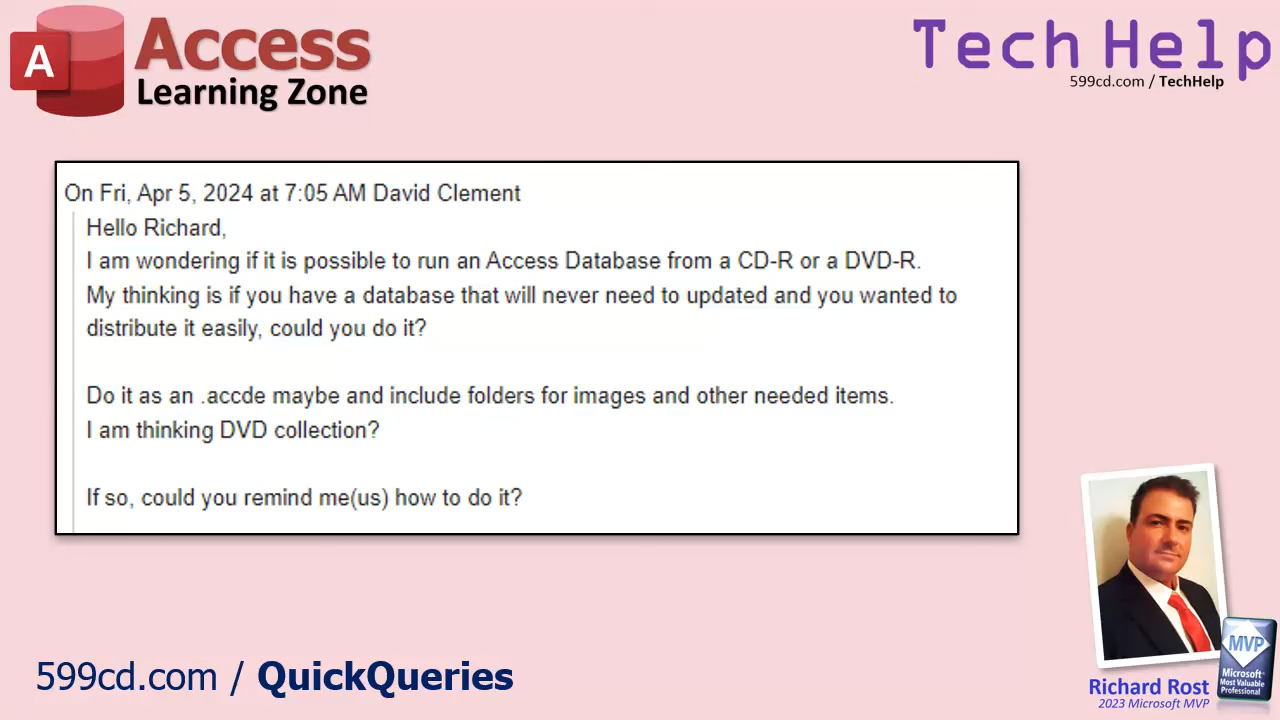 A
Access
Learning Zone
Tech Help
599cd.com / TechHelp
On Fri, Apr 5, 2024 at 7:05 AM David Clement
Hello Richard,
I am wondering if it is possible to run an Access Database from a CD-R or a DVD-R.
My thinking is if you have a database that will never need to updated and you wanted to
distribute it easily, could you do it?
Do it as an .accde maybe and include folders for images and other needed items.
I am thinking DVD collection?
If so, could you remind me(us) how to do it?
599cd.com / QuickQueries
MVP
Microsoft
Most Valuable
Professional
Richard Rost
2023 Microsoft MVP